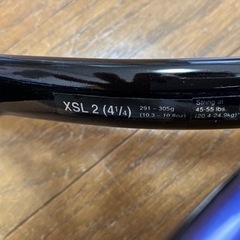 XSL 2 (4¹/₄)
291 - 305g
(10.3 - 10.8oz)
String at
45-55 lbs.
(20.4-24.9kg)